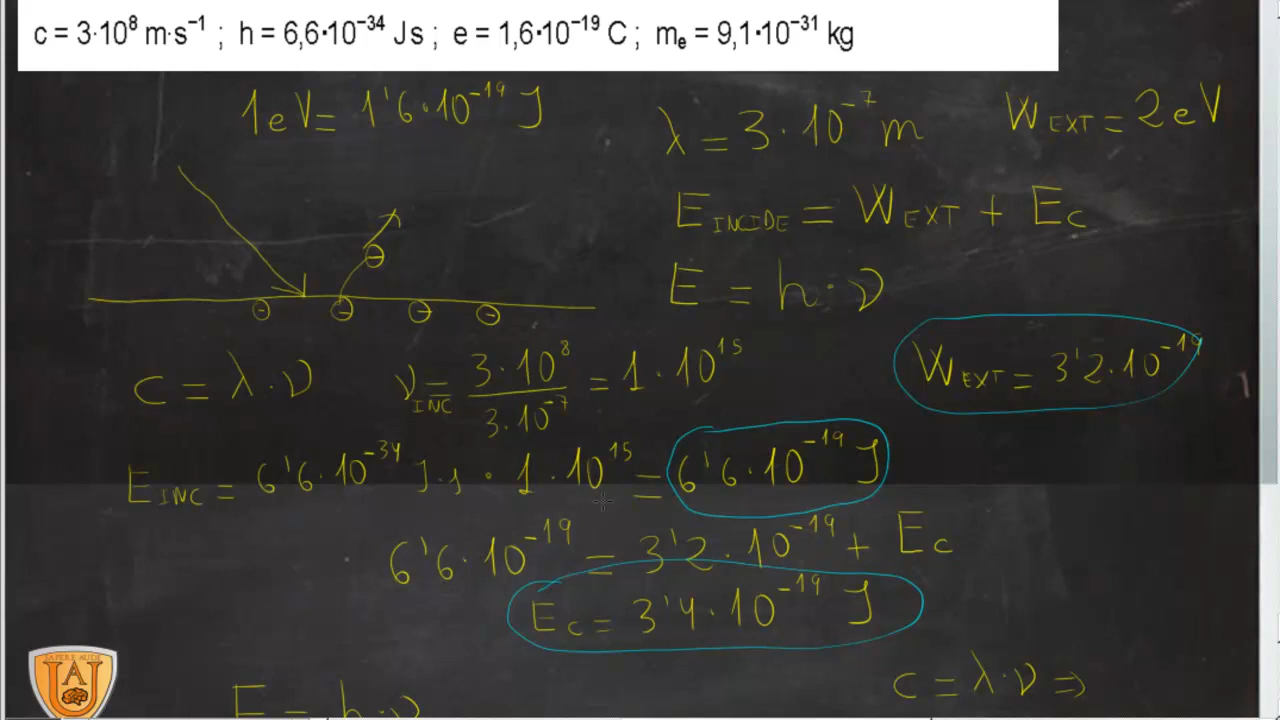 c = 3·10⁸ m·s⁻¹ ; h = 6,6·10⁻³⁴ Js ; e = 1,6·10⁻¹⁹ C ; mₑ = 9,1·10⁻³¹ kg
1eV = 1'6·10⁻¹⁹ J
λ = 3·10⁻⁷ m
W EXT = 2eV
E INCIDE = W EXT + Ec
E = h·ν
c = λ·ν
ν INC = 3·10⁸ / 3·10⁻⁷ = 1·10¹⁵
W EXT = 3'2·10⁻¹⁹
E INC = 6'6·10⁻³⁴ J·s · 1·10¹⁵ = 6'6·10⁻¹⁹ J
6'6·10⁻¹⁹ = 3'2·10⁻¹⁹ + Ec
Ec = 3'4·10⁻¹⁹ J
c = λ·ν ⇒
E = h·ν
SAPERE AUDE
UA